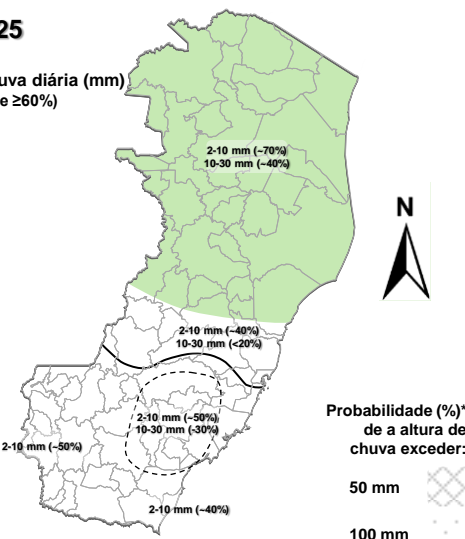 25
uva diária (mm)
e ≥60%)
2-10 mm (~70%)
10-30 mm (~40%)
N
2-10 mm (~40%)
10-30 mm (<20%)
2-10 mm (~50%)
10-30 mm (~30%)
2-10 mm (~50%)
2-10 mm (~40%)
Probabilidade (%)*
de a altura de
chuva exceder:
50 mm
100 mm